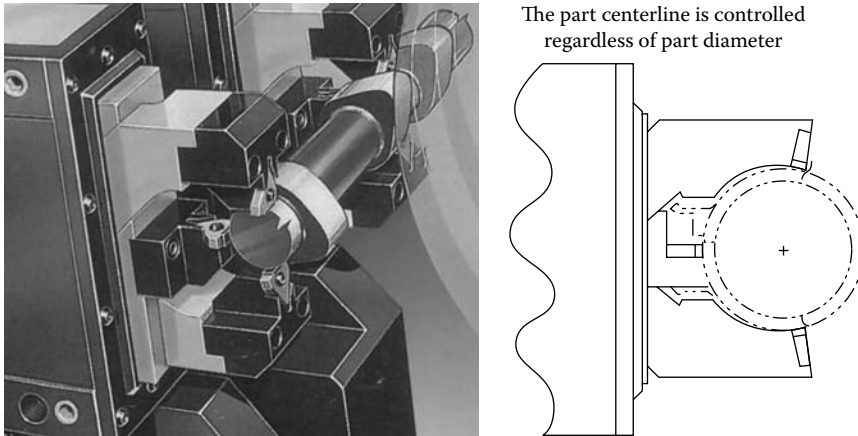 The part centerline is controlled
regardless of part diameter